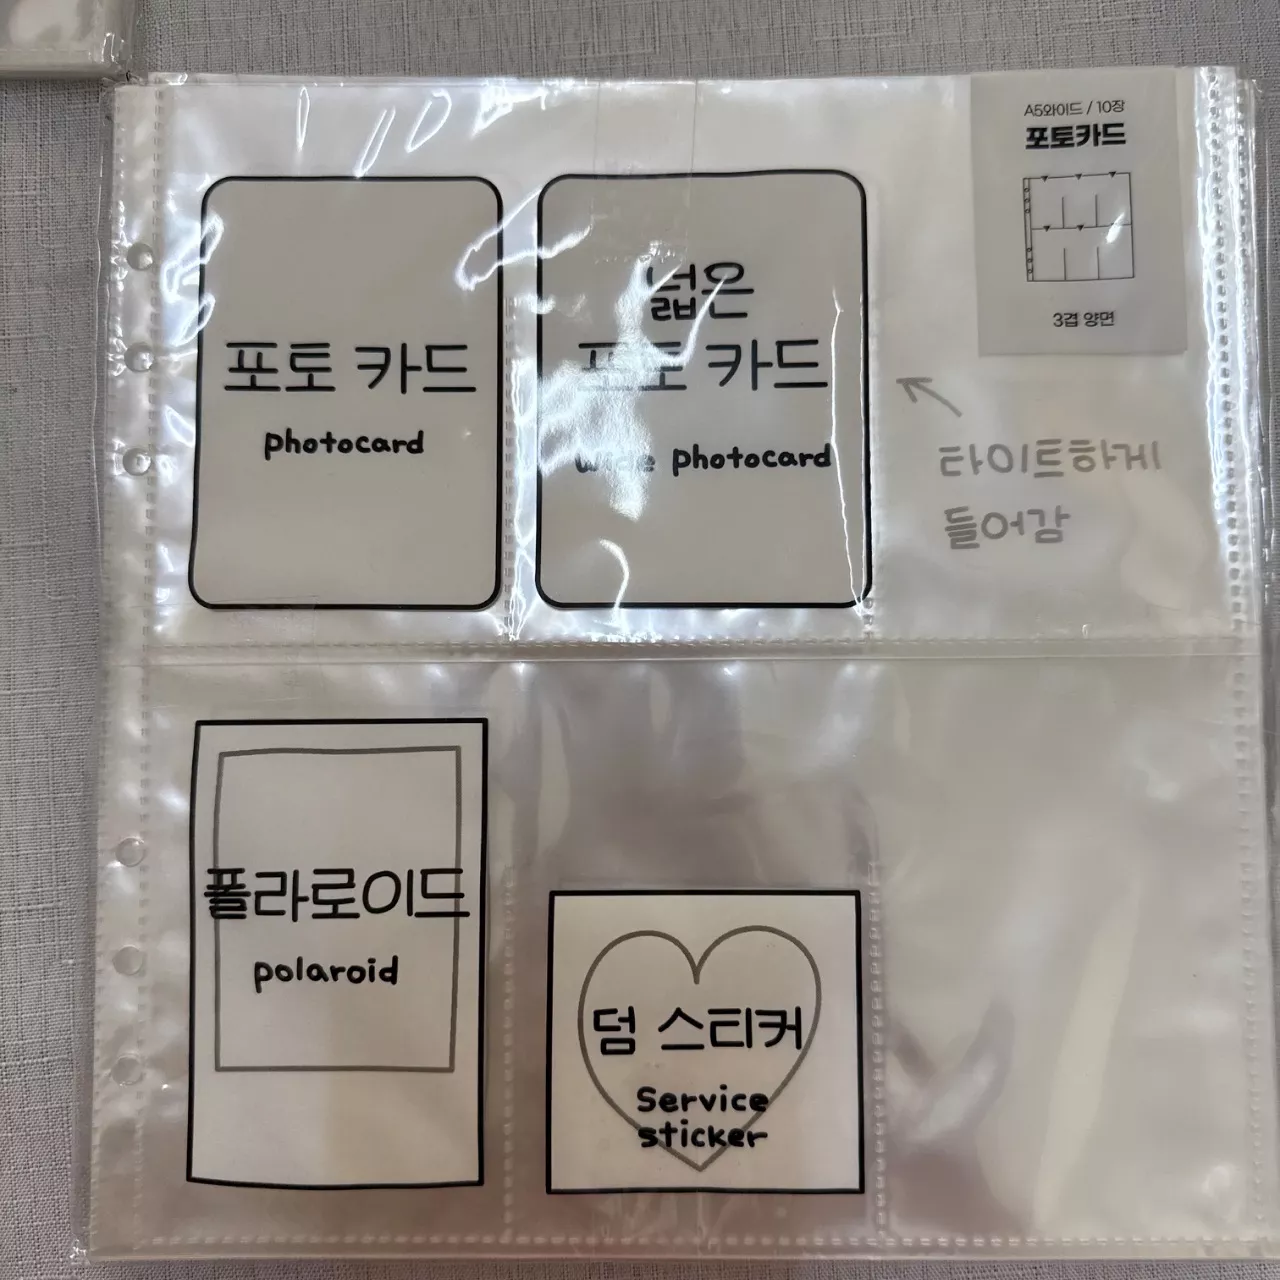 A5와이드 / 10장
포토카드
3겹 양면
포토 카드
photocard
넓은
포토 카드
wide photocard
타이트하게
들어감
폴라로이드
polaroid
덤 스티커
Service
sticker